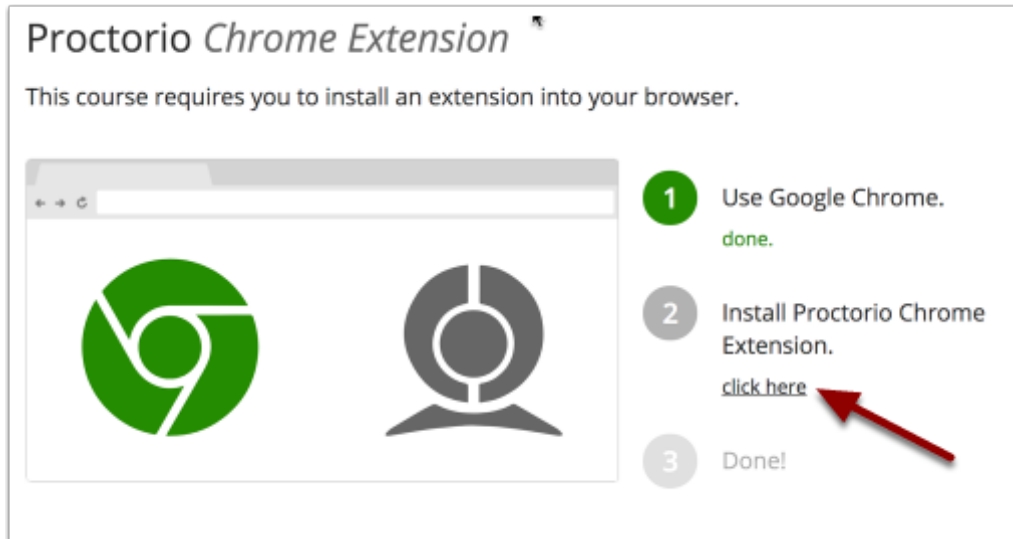 Proctorio Chrome Extension
This course requires you to install an extension into your browser.
1
Use Google Chrome.
done.
2
Install Proctorio Chrome
Extension.
click here
3
Done!